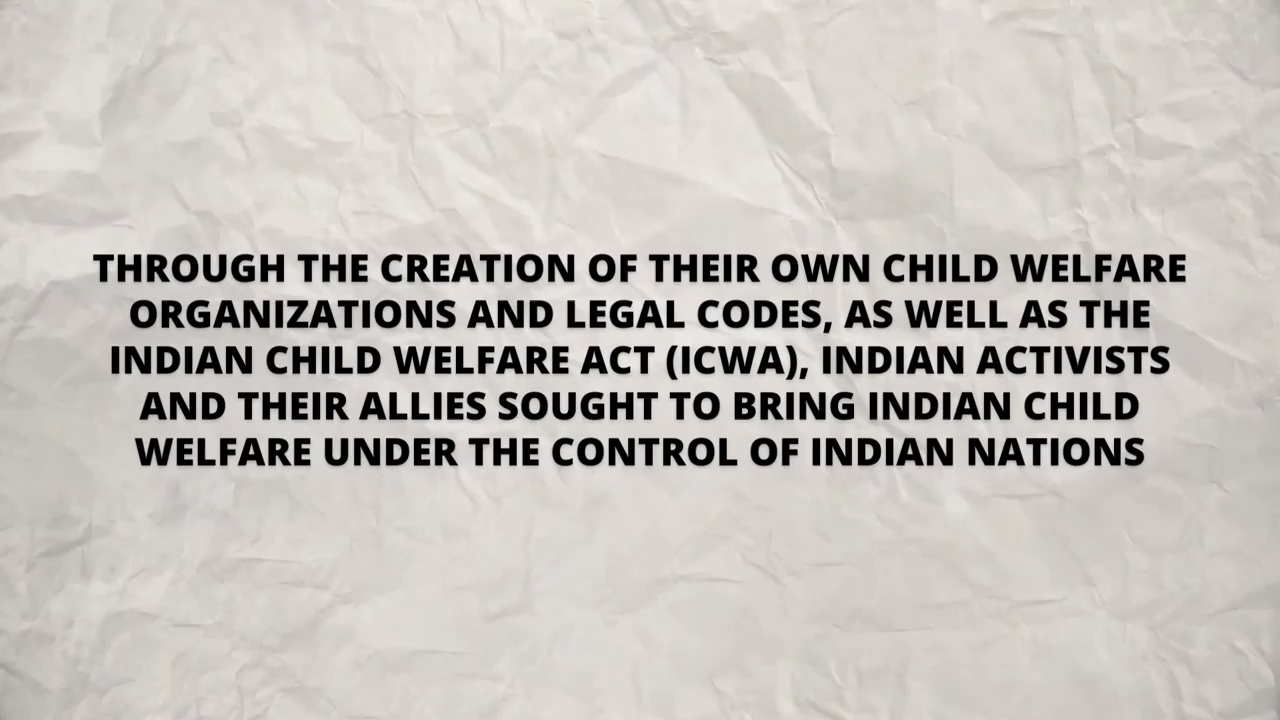 THROUGH THE CREATION OF THEIR OWN CHILD WELFARE
ORGANIZATIONS AND LEGAL CODES, AS WELL AS THE
INDIAN CHILD WELFARE ACT (ICWA), INDIAN ACTIVISTS
AND THEIR ALLIES SOUGHT TO BRING INDIAN CHILD
WELFARE UNDER THE CONTROL OF INDIAN NATIONS